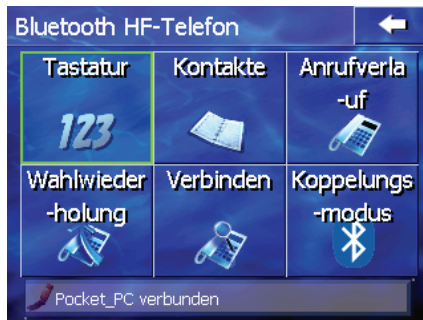 Bluetooth HF-Telefon
Tastatur
123
Kontakte
Anrufverla
-uf
Wahlwieder
-holung
Verbinden
Koppelungs
-modus
Pocket_PC verbunden